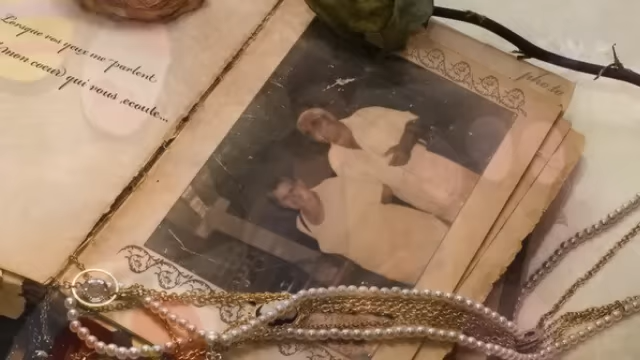 Lorsque vos yeux me parlent
mon coeur qui vous écoute...
photo